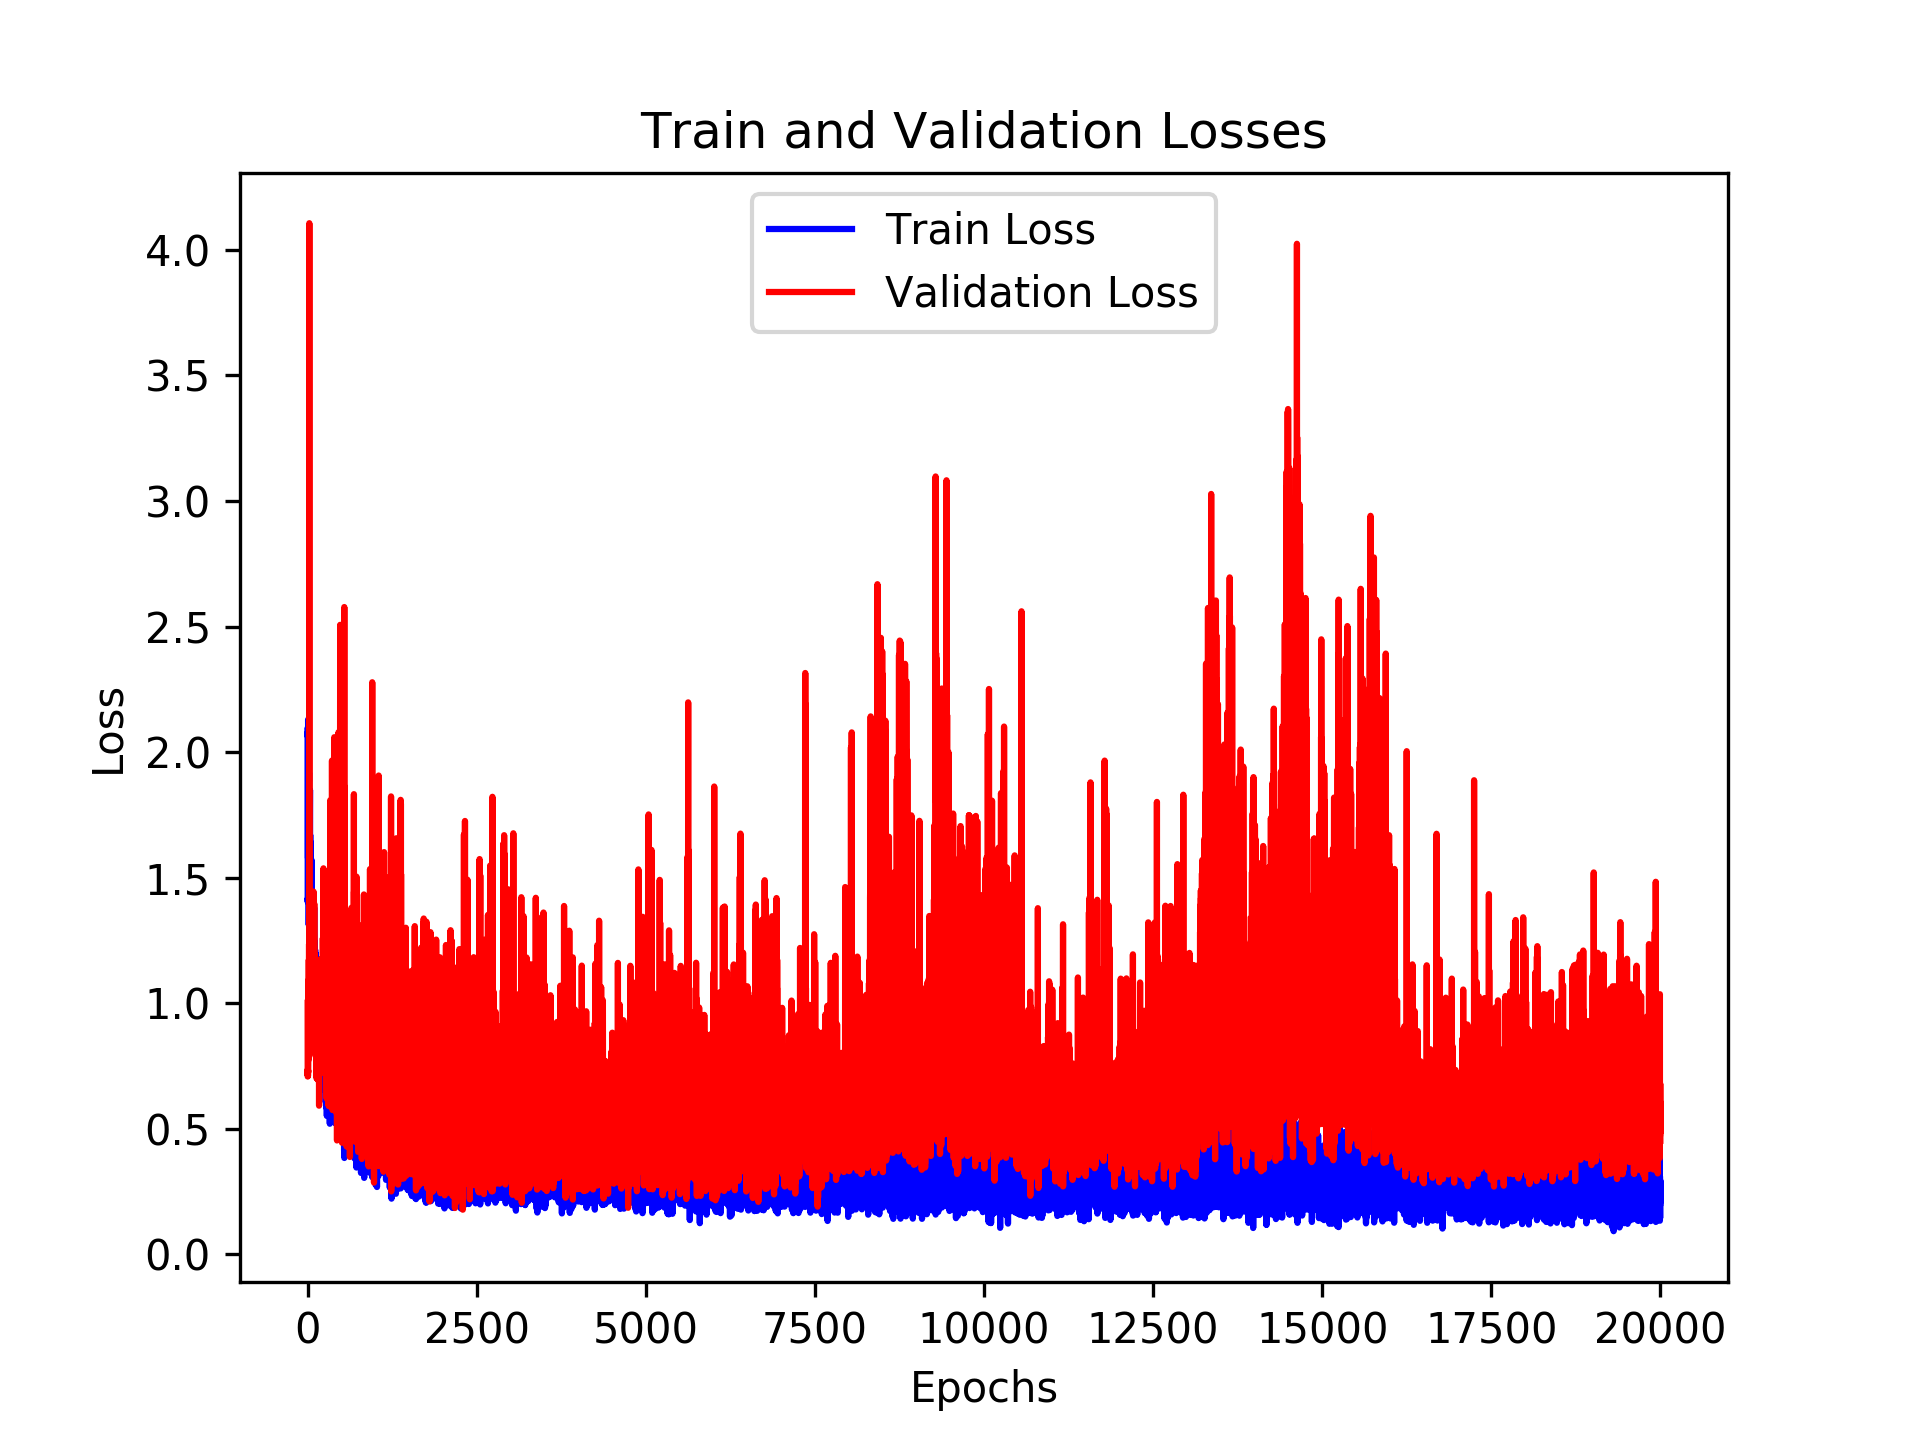 Train and Validation Losses
Train Loss
Validation Loss
4.0
3.5
3.0
2.5
2.0
1.5
1.0
0.5
0.0
Loss
0 2500 5000 7500 10000 12500 15000 17500 20000
Epochs